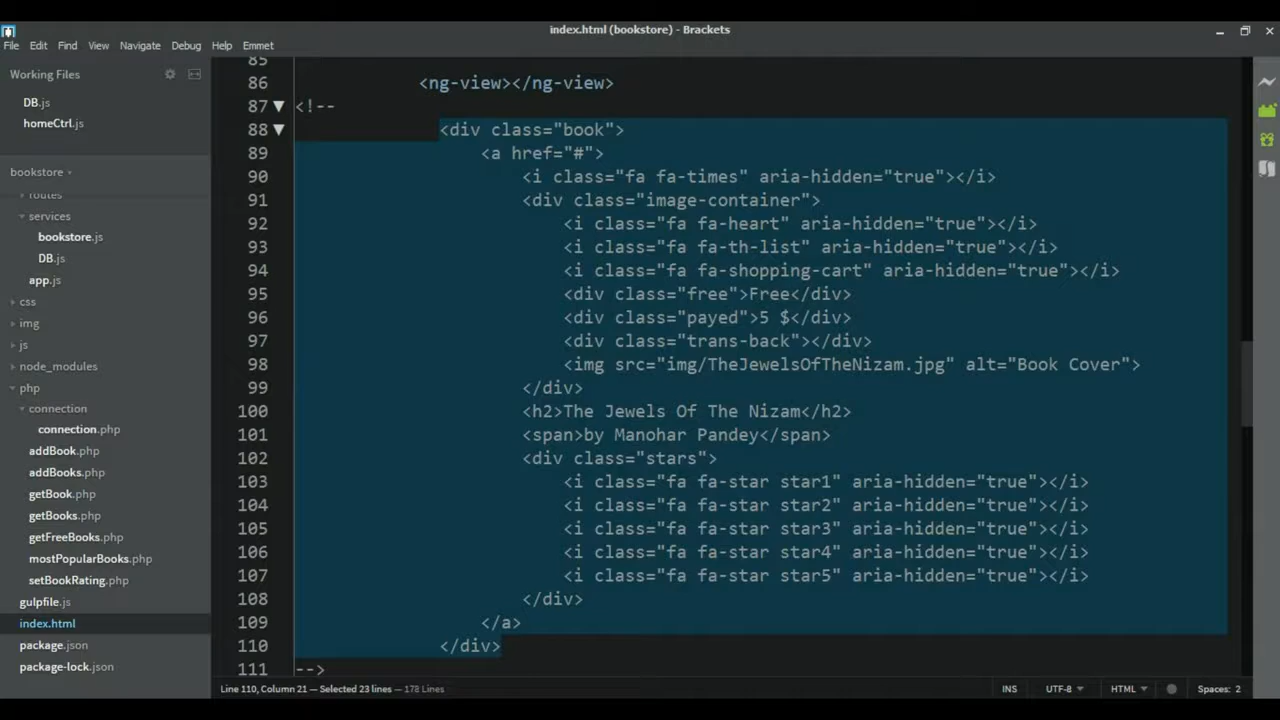 index.html (bookstore) - Brackets
File Edit Find View Navigate Debug Help Emmet
Working Files
DB.js
homeCtrl.js
bookstore
routes
services
bookstore.js
DB.js
app.js
css
img
js
node_modules
php
connection
connection.php
addBook.php
addBooks.php
getBook.php
getBooks.php
getFreeBooks.php
mostPopularBooks.php
setBookRating.php
gulpfile.js
index.html
package.json
package-lock.json
85
86 <ng-view></ng-view>
87 <!--
88 <div class="book">
89 <a href="#">
90 <i class="fa fa-times" aria-hidden="true"></i>
91 <div class="image-container">
92 <i class="fa fa-heart" aria-hidden="true"></i>
93 <i class="fa fa-th-list" aria-hidden="true"></i>
94 <i class="fa fa-shopping-cart" aria-hidden="true"></i>
95 <div class="free">Free</div>
96 <div class="payed">5 $</div>
97 <div class="trans-back"></div>
98 <img src="img/TheJewelsOfTheNizam.jpg" alt="Book Cover">
99 </div>
100 <h2>The Jewels Of The Nizam</h2>
101 <span>by Manohar Pandey</span>
102 <div class="stars">
103 <i class="fa fa-star star1" aria-hidden="true"></i>
104 <i class="fa fa-star star2" aria-hidden="true"></i>
105 <i class="fa fa-star star3" aria-hidden="true"></i>
106 <i class="fa fa-star star4" aria-hidden="true"></i>
107 <i class="fa fa-star star5" aria-hidden="true"></i>
108 </div>
109 </a>
110 </div>
111 -->
Line 110, Column 21 — Selected 23 lines — 178 Lines
INS UTF-8 HTML Spaces: 2